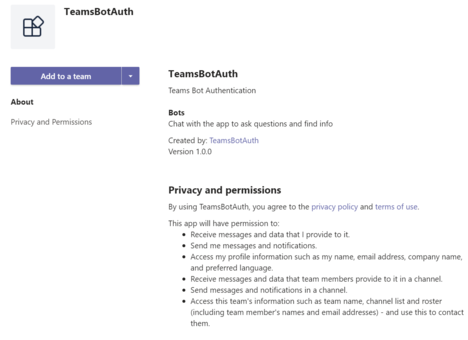 TeamsBotAuth
Add to a team
About
Privacy and Permissions
TeamsBotAuth
Teams Bot Authentication
Bots
Chat with the app to ask questions and find info
Created by: TeamsBotAuth
Version 1.0.0
Privacy and permissions
By using TeamsBotAuth, you agree to the privacy policy and terms of use.
This app will have permission to:
• Receive messages and data that I provide to it.
• Send me messages and notifications.
• Access my profile information such as my name, email address, company name,
and preferred language.
• Receive messages and data that team members provide to it in a channel.
• Send messages and notifications in a channel.
• Access this team's information such as team name, channel list and roster
(including team member's names and email addresses) - and use this to contact
them.